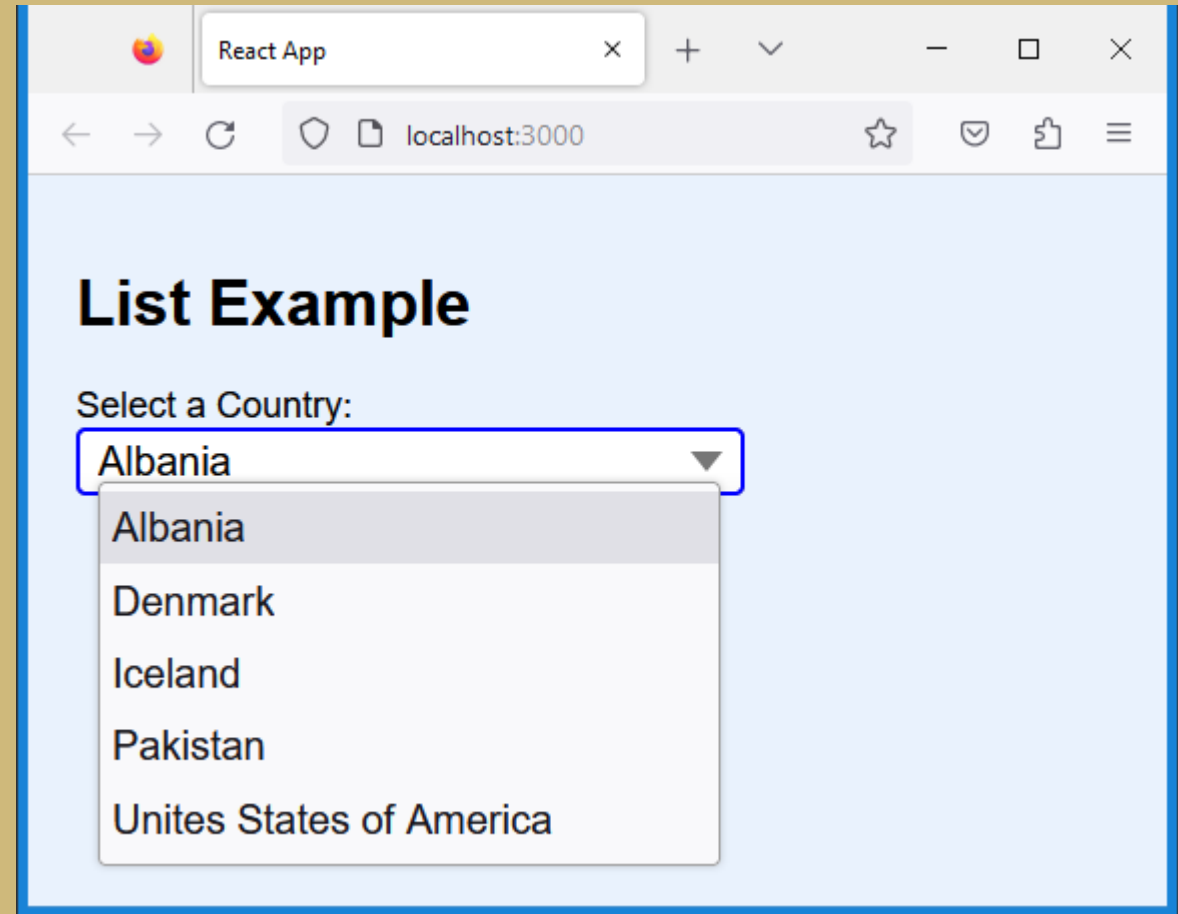 React App
localhost:3000
List Example
Select a Country:
Albania
Albania
Denmark
Iceland
Pakistan
Unites States of America